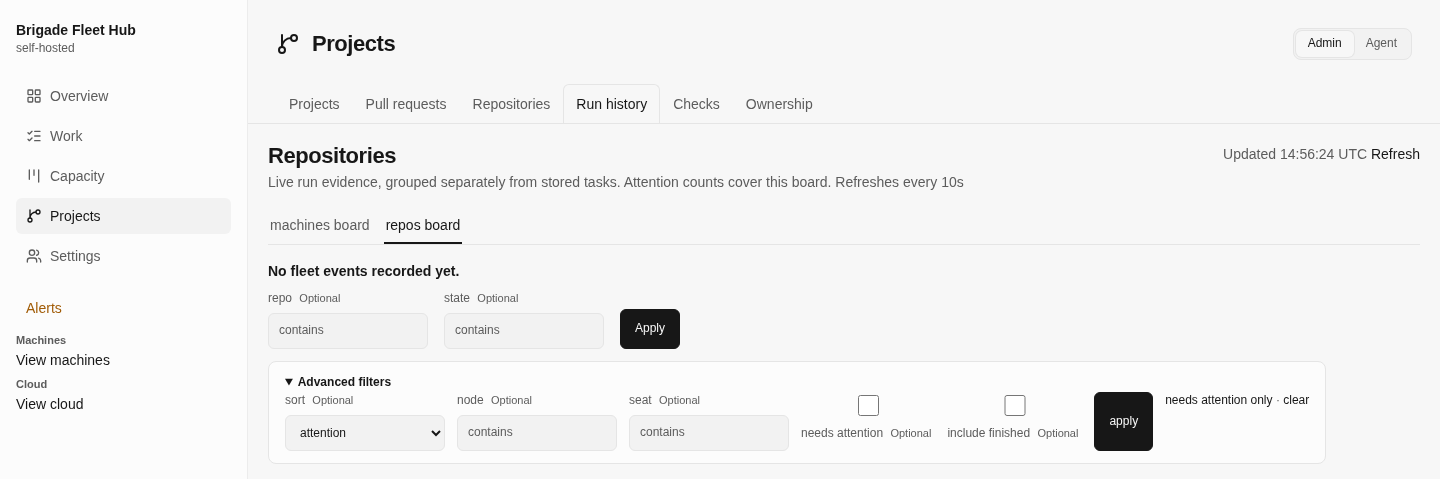 Brigade Fleet Hub
self-hosted
Overview
Work
Capacity
Projects
Settings
Alerts
Machines
View machines
Cloud
View cloud
Projects
Admin Agent
Projects Pull requests Repositories Run history Checks Ownership
Repositories
Updated 14:56:24 UTC Refresh
Live run evidence, grouped separately from stored tasks. Attention counts cover this board. Refreshes every 10s
machines board repos board
No fleet events recorded yet.
repo Optional state Optional
contains contains Apply
▼ Advanced filters
sort Optional node Optional seat Optional needs attention only · clear
attention contains contains needs attention Optional include finished Optional apply